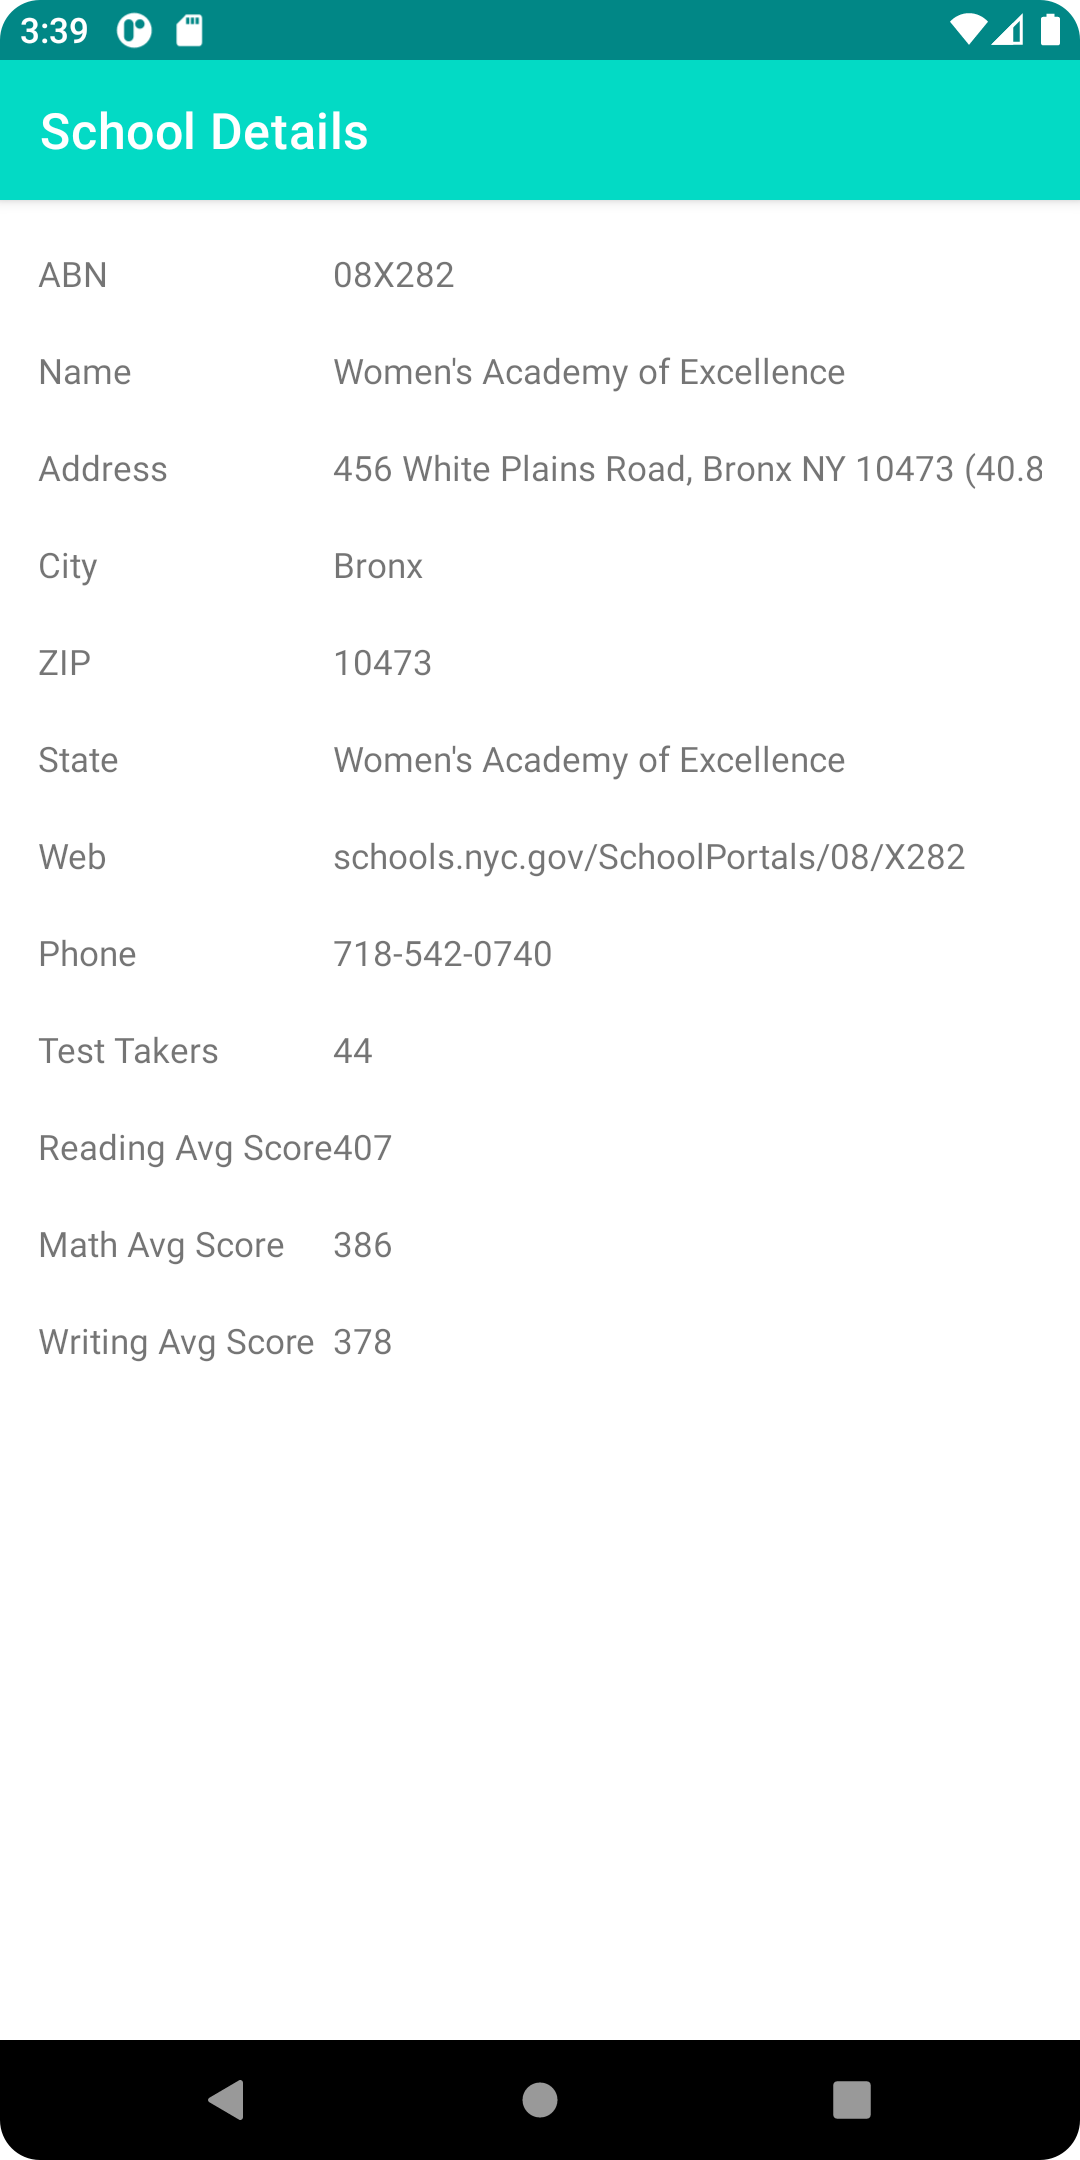 3:39
School Details
ABN 08X282
Name Women's Academy of Excellence
Address 456 White Plains Road, Bronx NY 10473 (40.8
City Bronx
ZIP 10473
State Women's Academy of Excellence
Web schools.nyc.gov/SchoolPortals/08/X282
Phone 718-542-0740
Test Takers 44
Reading Avg Score 407
Math Avg Score 386
Writing Avg Score 378